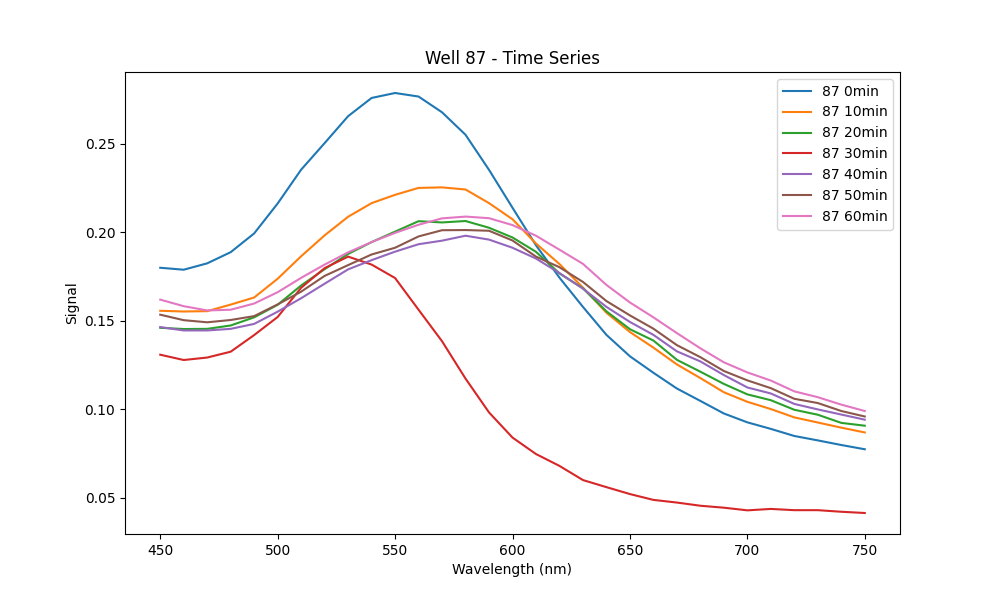 Well 87 - Time Series
87 0min
87 10min
87 20min
87 30min
87 40min
87 50min
87 60min
Signal
0.25
0.20
0.15
0.10
0.05
450 500 550 600 650 700 750
Wavelength (nm)